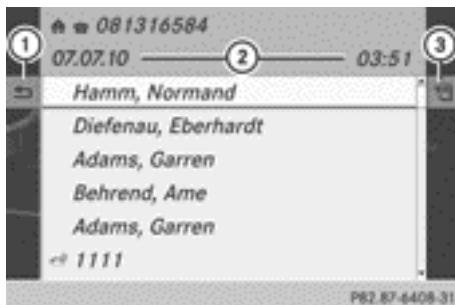 081316584
1
3
07.07.10 2 03:51
Hamm, Normand
Diefenau, Eberhardt
Adams, Garren
Behrend, Ame
Adams, Garren
1111
P82.87-6408-31